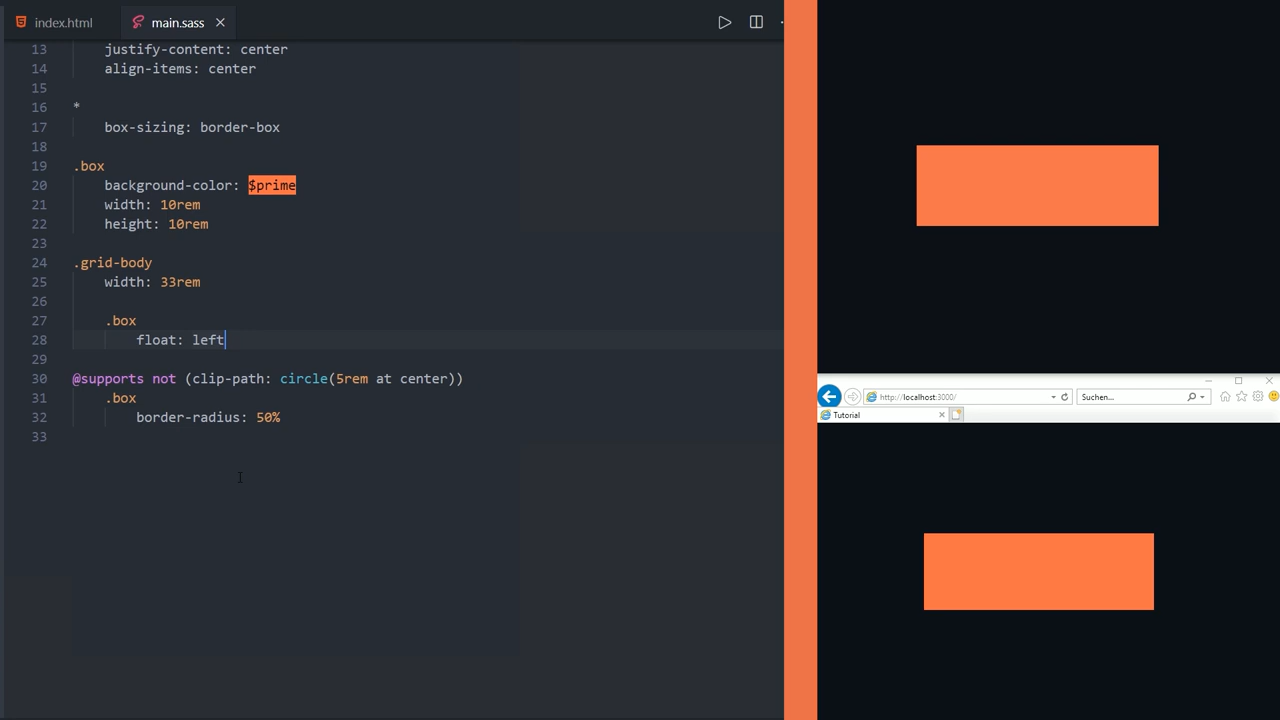 index.html
main.sass
13 justify-content: center
14 align-items: center
15
16 *
17 box-sizing: border-box
18
19 .box
20 background-color: $prime
21 width: 10rem
22 height: 10rem
23
24 .grid-body
25 width: 33rem
26
27 .box
28 float: left
29
30 @supports not (clip-path: circle(5rem at center))
31 .box
32 border-radius: 50%
33
http://localhost:3000/
Suchen...
Tutorial